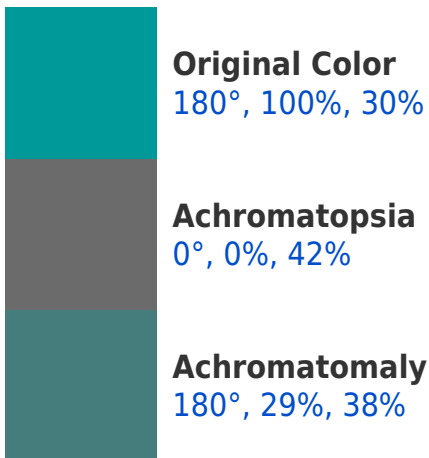 Original Color
180°, 100%, 30%
Achromatopsia
0°, 0%, 42%
Achromatomaly
180°, 29%, 38%